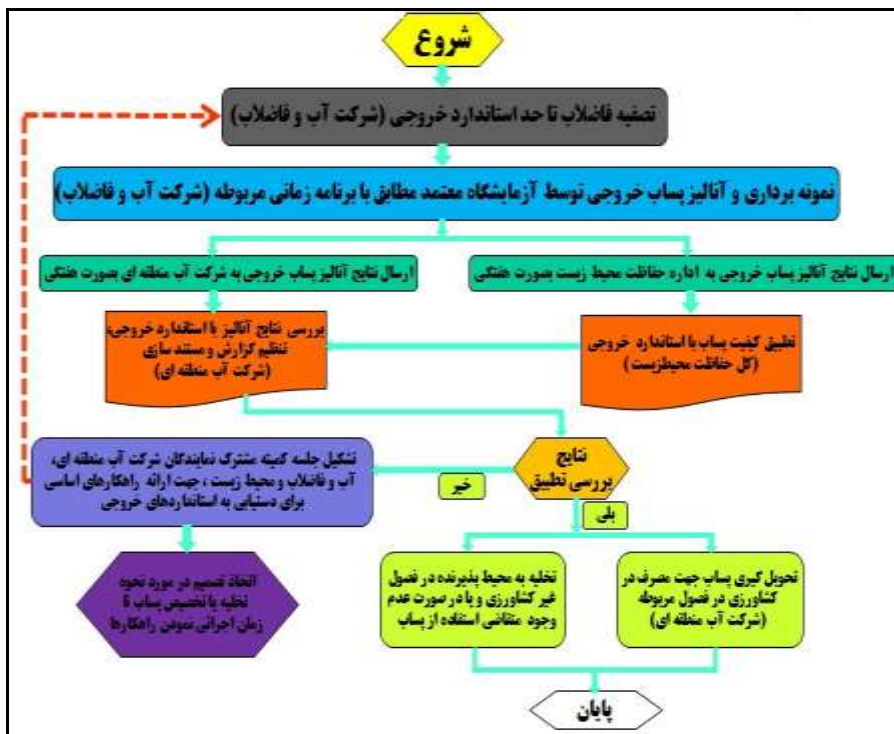 شروع
تصفیه فاضلاب تا حد استاندارد خروجی (شرکت آب و فاضلاب)
نمونه برداری و آنالیز پساب خروجی توسط آزمایشگاه معتمد مطابق با برنامه زمانی مربوطه (شرکت آب و فاضلاب)
ارسال نتایج آنالیز پساب خروجی به اداره حفاظت محیط زیست بصورت هفتگی
ارسال نتایج آنالیز پساب خروجی به شرکت آب منطقه ای بصورت هفتگی
تطبیق کیفیت پساب با استاندارد خروجی
(کل حفاظت محیطزیست)
بررسی نتایج آنالیز با استاندارد خروجی،
تنظیم گزارش و مستند سازی
(شرکت آب منطقه ای)
نتایج
بررسی تطبیق
خیر
بلی
تشکیل جلسه کمیته مشترک نمایندگان شرکت آب منطقه ای،
آب و فاضلاب و محیط زیست ، جهت ارائه راهکارهای اساسی
برای دستیابی به استانداردهای خروجی
اتخاذ تصمیم در مورد نحوه
تخلیه یا تخصیص پساب تا
زمان اجرائی نمودن راهکارها
تحویل گیری پساب جهت مصرف در
کشاورزی در فصول مربوطه
(شرکت آب منطقه ای)
تخلیه به محیط پذیرنده در فصول
غیر کشاورزی و یا در صورت عدم
وجود متقاضی استفاده از پساب
پایان